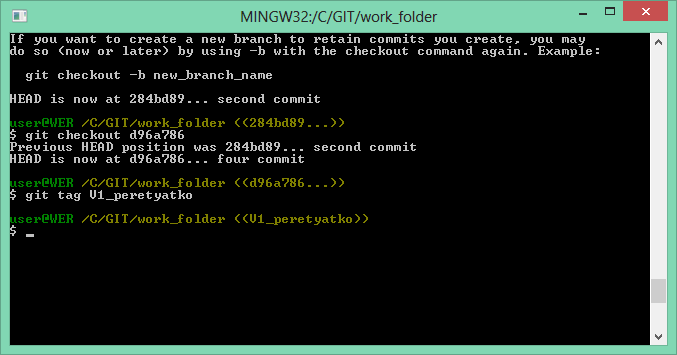 MINGW32:/C/GIT/work_folder
If you want to create a new branch to retain commits you create, you may
do so (now or later) by using -b with the checkout command again. Example:
git checkout -b new_branch_name
HEAD is now at 284bd89... second commit
user@WER /C/GIT/work_folder ((284bd89...))
$ git checkout d96a786
Previous HEAD position was 284bd89... second commit
HEAD is now at d96a786... four commit
user@WER /C/GIT/work_folder ((d96a786...))
$ git tag V1_peretyatko
user@WER /C/GIT/work_folder ((V1_peretyatko))
$